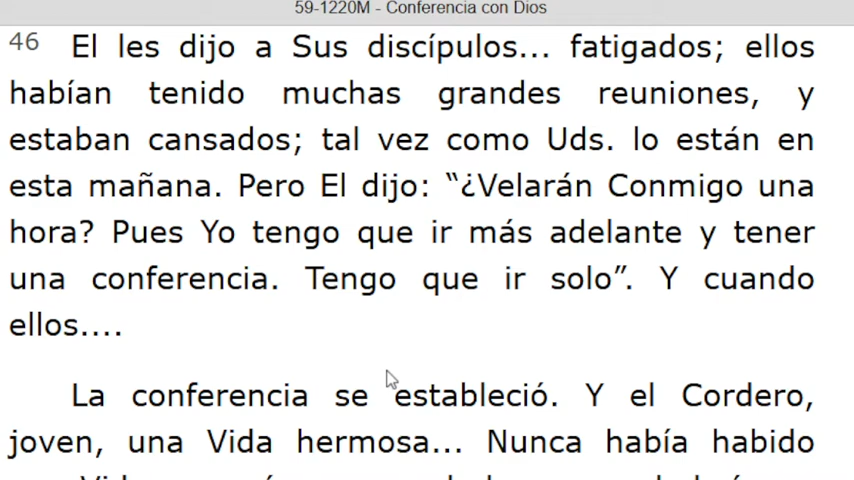 59-1220M - Conferencia con Dios
46 El les dijo a Sus discípulos... fatigados; ellos
habían tenido muchas grandes reuniones, y
estaban cansados; tal vez como Uds. lo están en
esta mañana. Pero El dijo: “¿Velarán Conmigo una
hora? Pues Yo tengo que ir más adelante y tener
una conferencia. Tengo que ir solo”. Y cuando
ellos....
La conferencia se estableció. Y el Cordero,
joven, una Vida hermosa... Nunca había habido